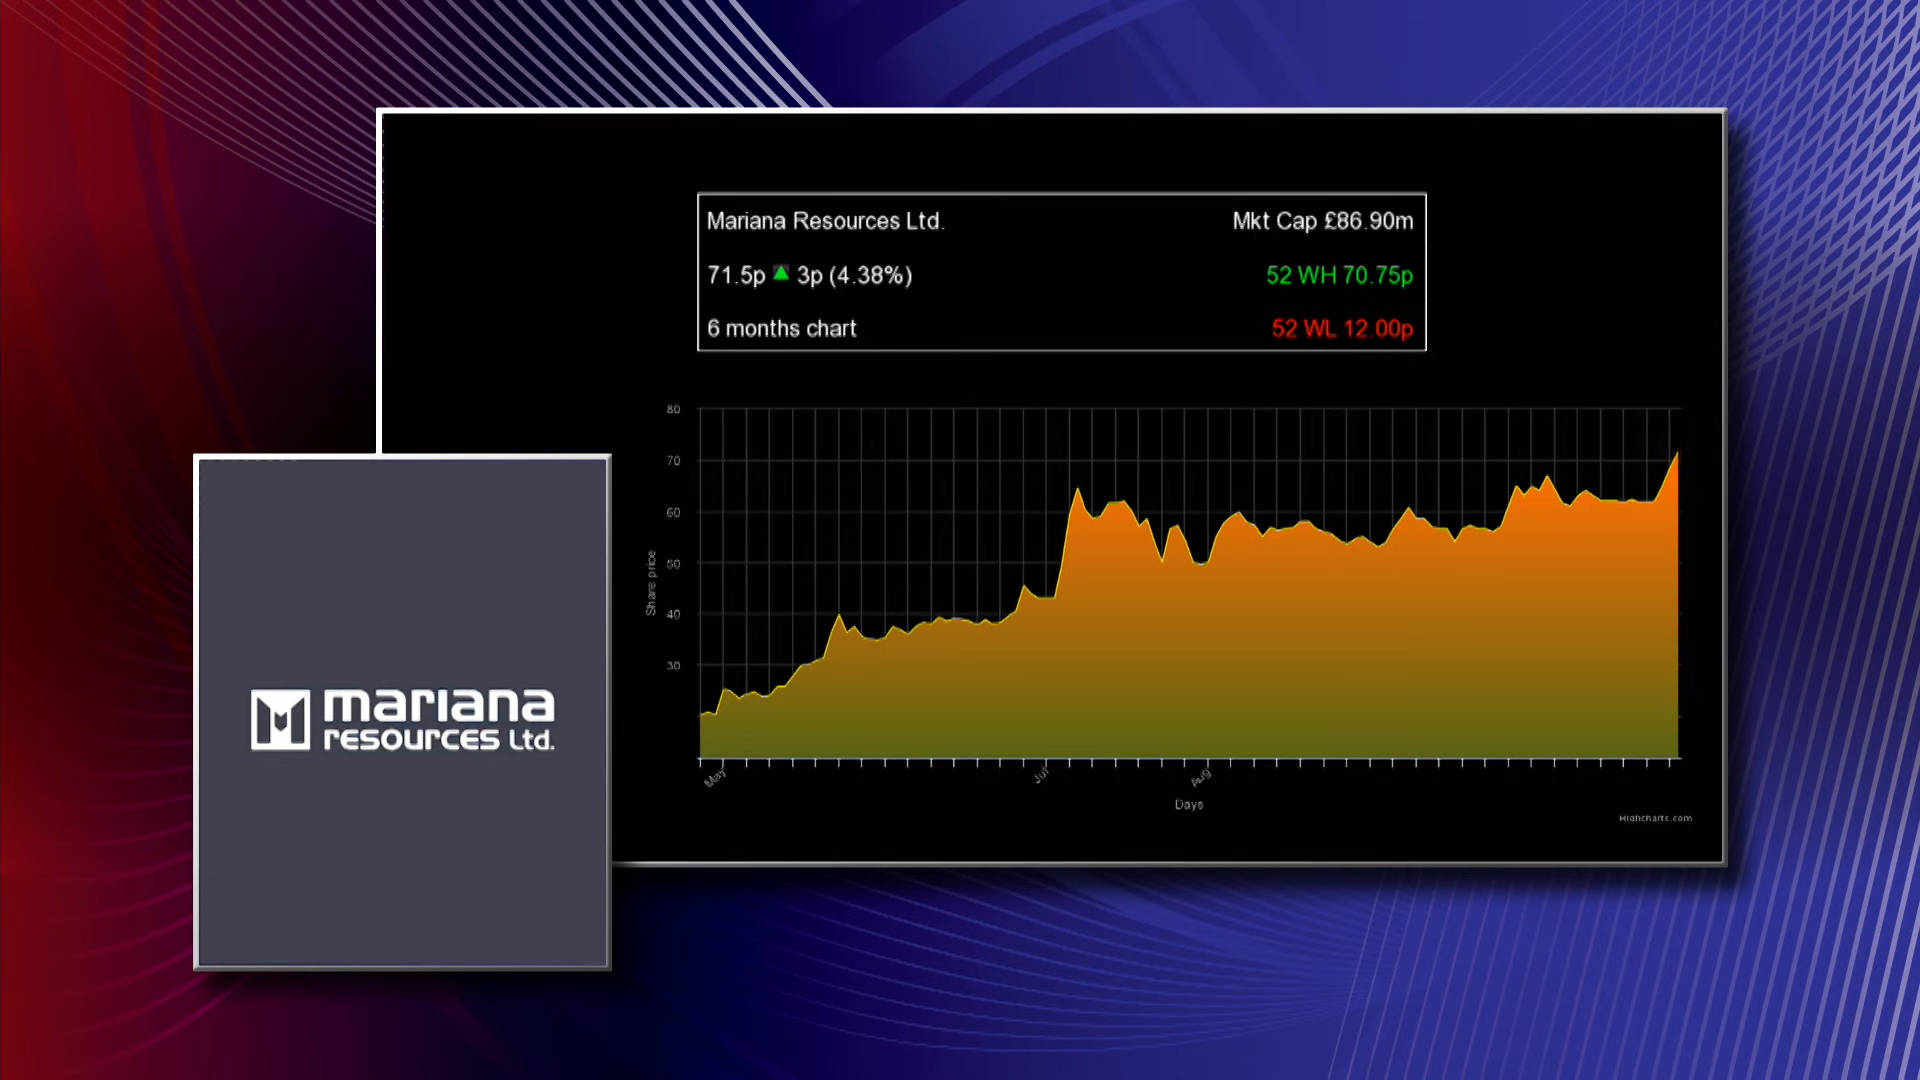 Mariana Resources Ltd.
Mkt Cap £86.90m
71.5p ▲ 3p (4.38%)
52 WH 70.75p
6 months chart
52 WL 12.00p
80
70
60
50
40
30
Share price
May
Jul
Aug
Days
Highcharts.com
mariana
resources Ltd.